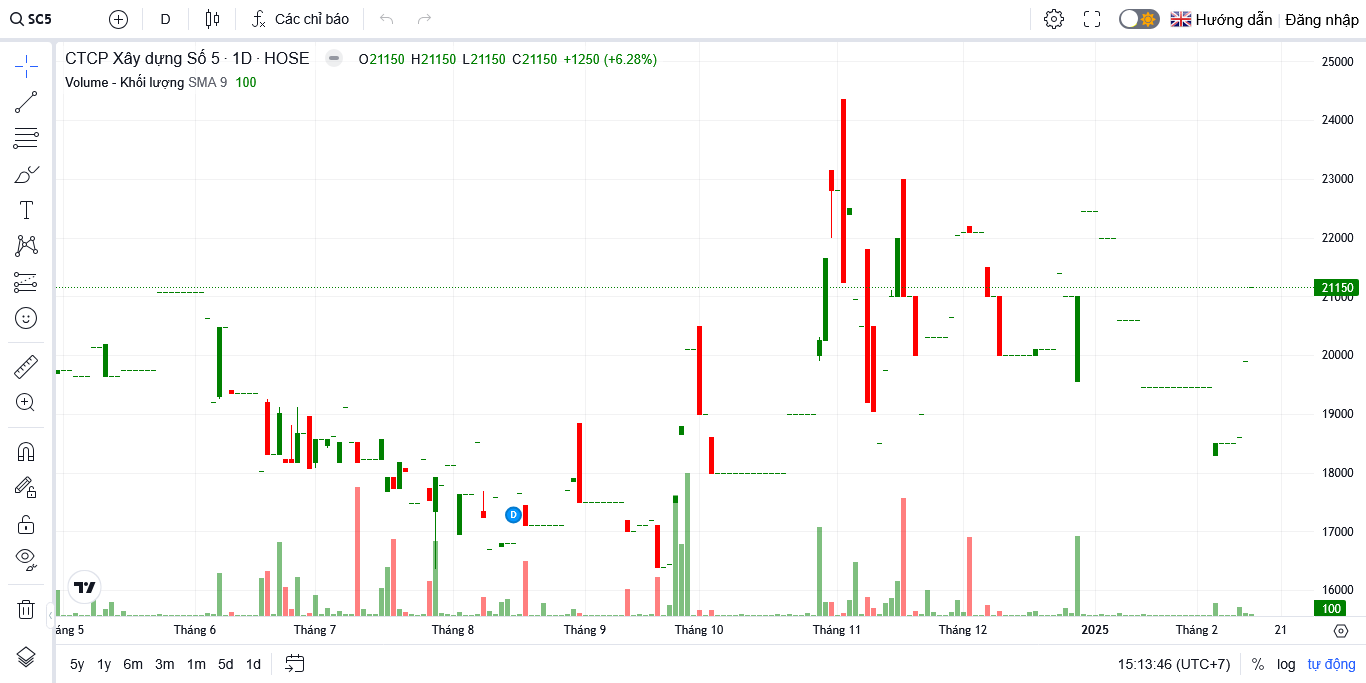 SC5 D Các chỉ báo Hướng dẫn Đăng nhập
CTCP Xây dựng Số 5 · 1D · HOSE O21150 H21150 L21150 C21150 +1250 (+6.28%)
Volume - Khối lượng SMA 9 100
25000
24000
23000
22000
21150
21000
20000
19000
18000
17000
16000
100
D
áng 5 Tháng 6 Tháng 7 Tháng 8 Tháng 9 Tháng 10 Tháng 11 Tháng 12 2025 Tháng 2 21
5y 1y 6m 3m 1m 5d 1d 15:13:46 (UTC+7) % log tự động